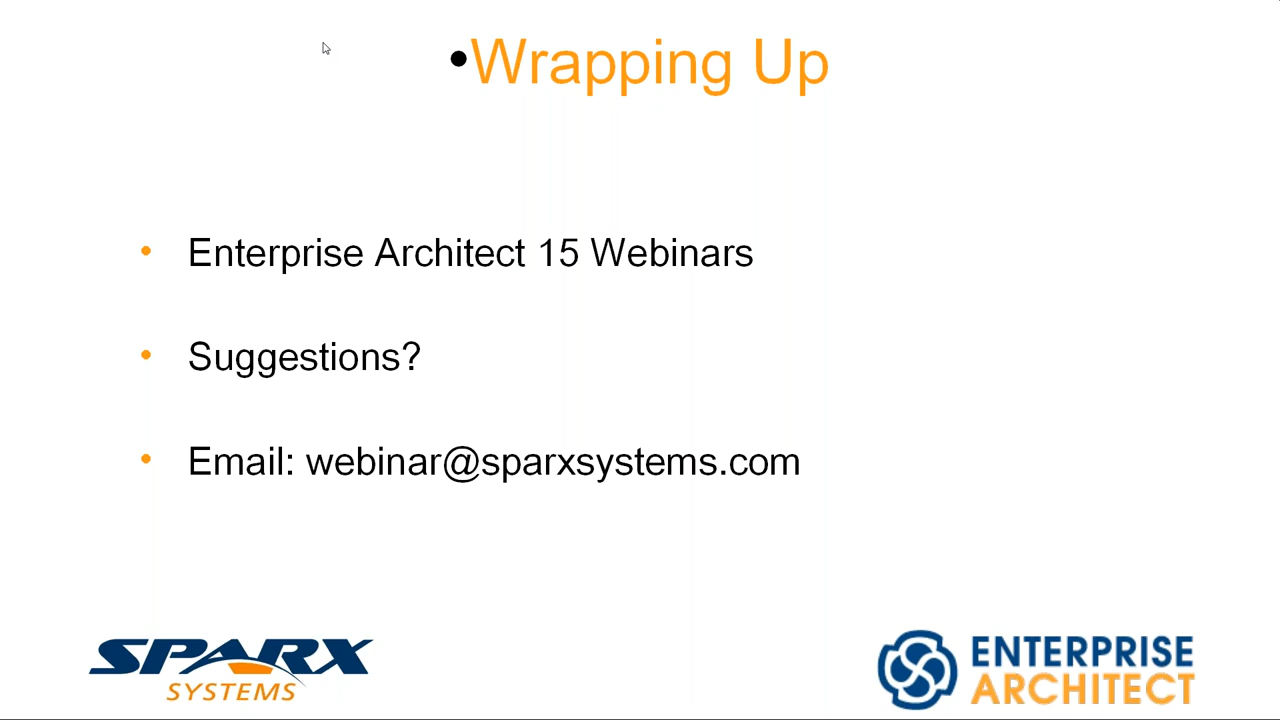 •Wrapping Up
• Enterprise Architect 15 Webinars
• Suggestions?
• Email: webinar@sparxsystems.com
SPARX
SYSTEMS
ENTERPRISE
ARCHITECT